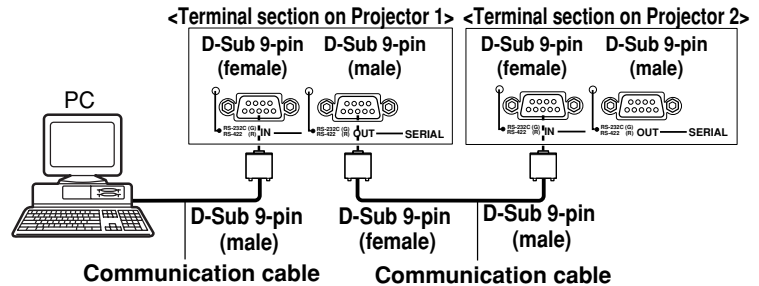 <Terminal section on Projector 1> <Terminal section on Projector 2>
D-Sub 9-pin (female)
D-Sub 9-pin (male)
D-Sub 9-pin (female)
D-Sub 9-pin (male)
PC
RS-232C (G)
RS-422 (R) IN
RS-232C (G)
RS-422 (R) OUT SERIAL
RS-232C (G)
RS-422 (R) IN
RS-232C (G)
RS-422 (R) OUT SERIAL
D-Sub 9-pin (male)
D-Sub 9-pin (female)
D-Sub 9-pin (male)
Communication cable
Communication cable